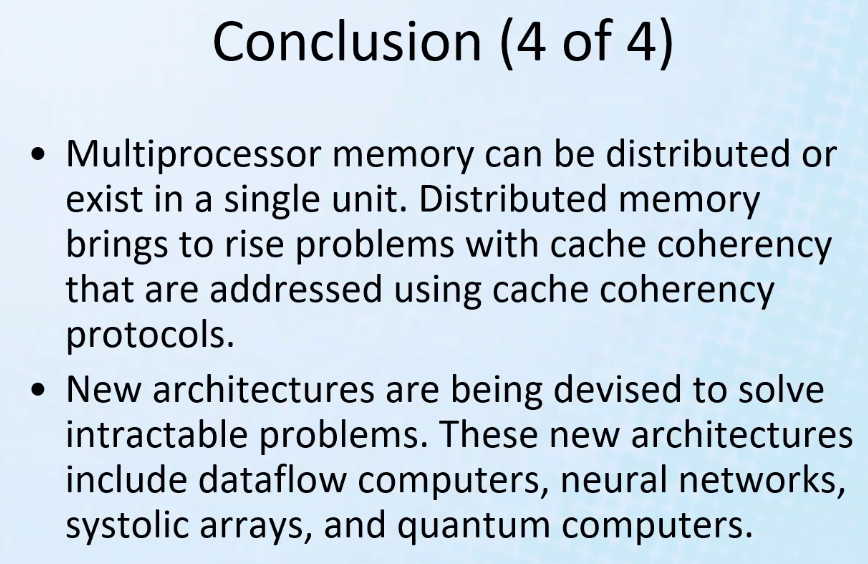 Conclusion (4 of 4)
• Multiprocessor memory can be distributed or
exist in a single unit. Distributed memory
brings to rise problems with cache coherency
that are addressed using cache coherency
protocols.
• New architectures are being devised to solve
intractable problems. These new architectures
include dataflow computers, neural networks,
systolic arrays, and quantum computers.